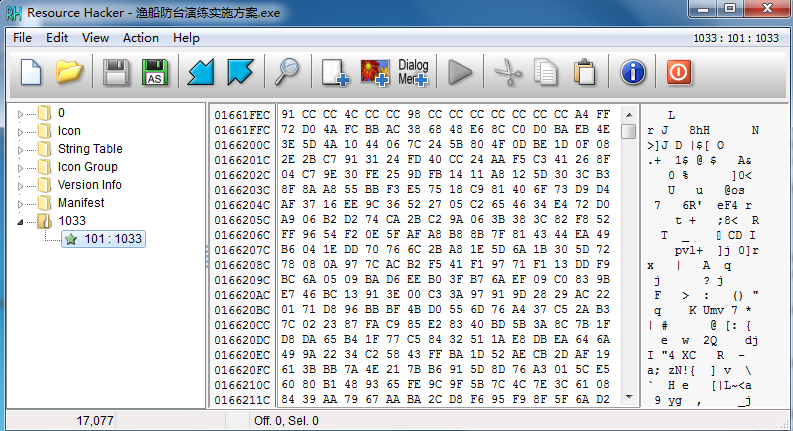 Resource Hacker - 渔船防台演练实施方案.exe
File Edit View Action Help
1033 : 101 : 1033
AS
Dialog
Menu
0
Icon
String Table
Icon Group
Version Info
Manifest
1033
101 : 1033
01661FEC 91 CC CC 4C CC CC 98 CC CC CC CC CC CC CC A4 FF L
01661FFC 72 D0 4A FC BB AC 38 68 48 E6 8C C0 D0 BA EB 4E r J 8hH N
0166200C 3E 5D 4A 10 44 06 7C 24 5B 80 4F 0D BE 1D 0F 08 >]J D |$[ O
0166201C 2E 2B C7 91 31 24 FD 40 CC 24 AA F5 C3 41 26 8F .+ 1$ @ $ A&
0166202C 04 C7 9E 30 FE 25 9D FB 14 11 A8 12 5D 30 3C B3 0 % ]0<
0166203C 8F 8A A8 55 BB F3 E5 75 18 C9 81 40 6F 73 D9 D4 U u @os
0166204C AF 37 16 EE 9C 36 52 27 05 C2 65 46 34 E4 72 D0 7 6R' eF4 r
0166205C A9 06 B2 D2 74 CA 2B C2 9A 06 3B 38 3C 82 F8 52 t + ;8< R
0166206C FF 96 54 F2 0E 5F AF A8 B8 8B 7F 81 43 44 EA 49 T _ CD I
0166207C B6 04 1E DD 70 76 6C 2B A8 1E 5D 6A 1B 30 5D 72 pvl+ ]j 0]r
0166208C 78 08 0A 97 7C AC B2 F5 41 F1 97 71 F1 13 DD F9 x | A q
0166209C BC 6A 05 09 BA D6 EE B0 3F B7 6A EF 09 C0 83 9B j ? j
016620AC E7 46 BC 13 91 3E 00 C3 3A 97 91 9D 28 29 AC 22 F > : () "
016620BC 01 71 D8 96 BB BF 4B D0 55 6D 76 A4 37 C5 2A B3 q K Umv 7 *
016620CC 7C 02 23 87 FA C9 85 E2 83 40 BD 5B 3A 8C 7B 1F | # @ [: {
016620DC D8 DA 65 B4 1F 77 C5 84 32 51 1A E8 DB EA 64 6A e w 2Q dj
016620EC 49 9A 22 34 C2 58 43 FF BA 1D 52 AE CB 2D AF 19 I "4 XC R -
016620FC 61 3B BB 7A 4E 21 7B B6 91 5D 8D 76 A3 01 5C E5 a; zN!{ ] v \
0166210C 60 80 B1 48 93 65 FE 9C 9F 5B 7C 4C 7E 3C 61 08 ` H e [|L~<a
0166211C 84 39 AA 79 67 AA BA 2C D8 F6 95 F9 8F 5F 6A D2 9 yg , _j
17,077
Off. 0, Sel. 0